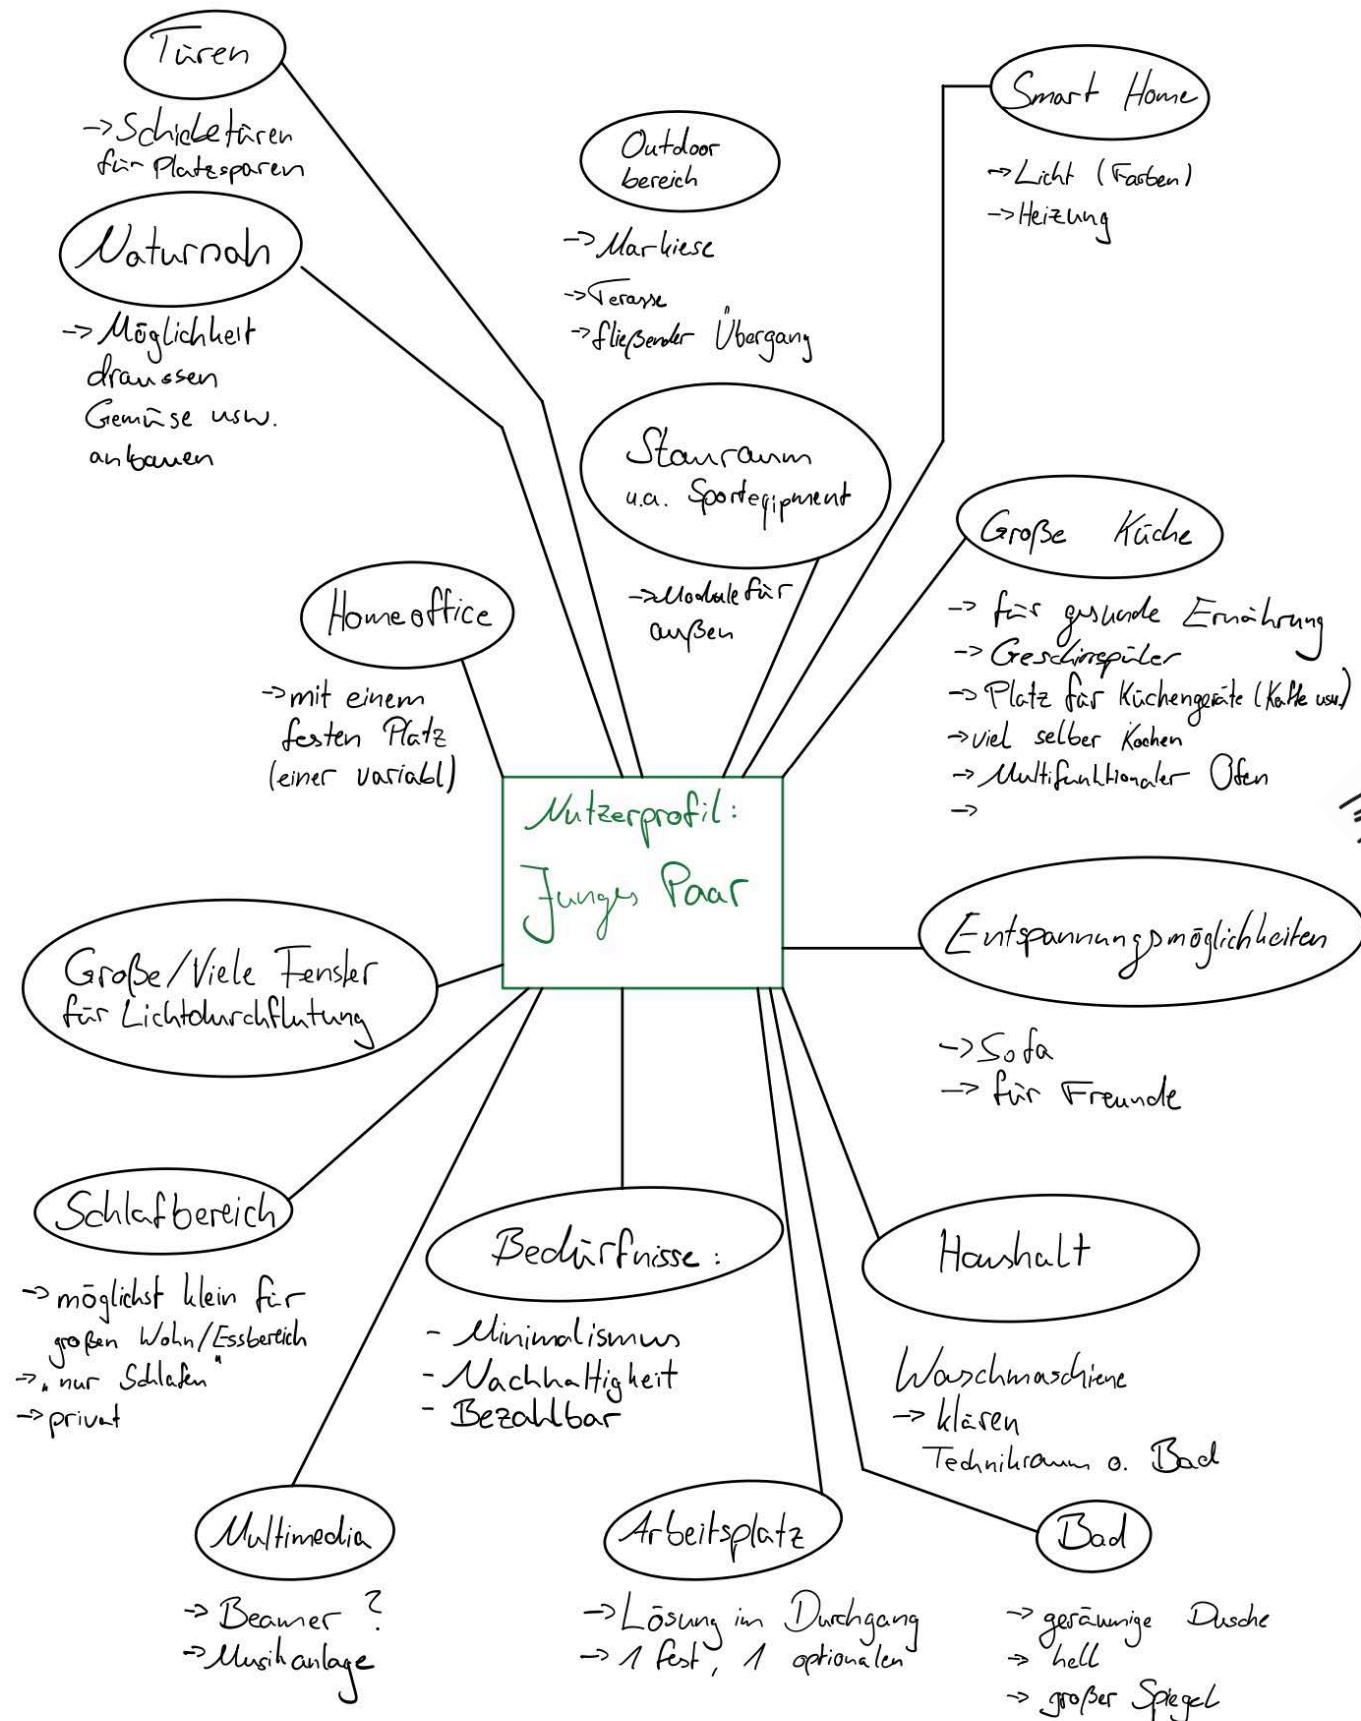 Türen
-> Schiebetüren
für Platzsparen
Naturnah
-> Möglichkeit
draussen
Gemüse usw.
anbauen
Outdoor
bereich
-> Markiese
-> Terasse
-> fließender Übergang
Smart Home
-> Licht (Farben)
-> Heizung
Stauraum
u.a. Sporteqipment
-> Module für
außen
Große Küche
-> für gesunde Ernährung
-> Geschirrspüler
-> Platz für Küchengeräte (Kaffe usw.)
-> viel selber Kochen
-> Multifunktionaler Ofen
->
Homeoffice
-> mit einem
festen Platz
(einer variabl)
Nutzerprofil:
Junges Paar
Große/Viele Fenster
für Lichtdurchflutung
Entspannungsmöglichkeiten
-> Sofa
-> für Freunde
Schlafbereich
-> möglichst klein für
großen Wohn/Essbereich
-> „nur Schlafen"
-> privat
Bedürfnisse:
- Minimalismus
- Nachhaltigkeit
- Bezahlbar
Haushalt
Waschmaschiene
-> klären
Technikraum o. Bad
Multimedia
-> Beamer ?
-> Musikanlage
Arbeitsplatz
-> Lösung im Durchgang
-> 1 fest, 1 optionalen
Bad
-> geräumige Dusche
-> hell
-> großer Spiegel